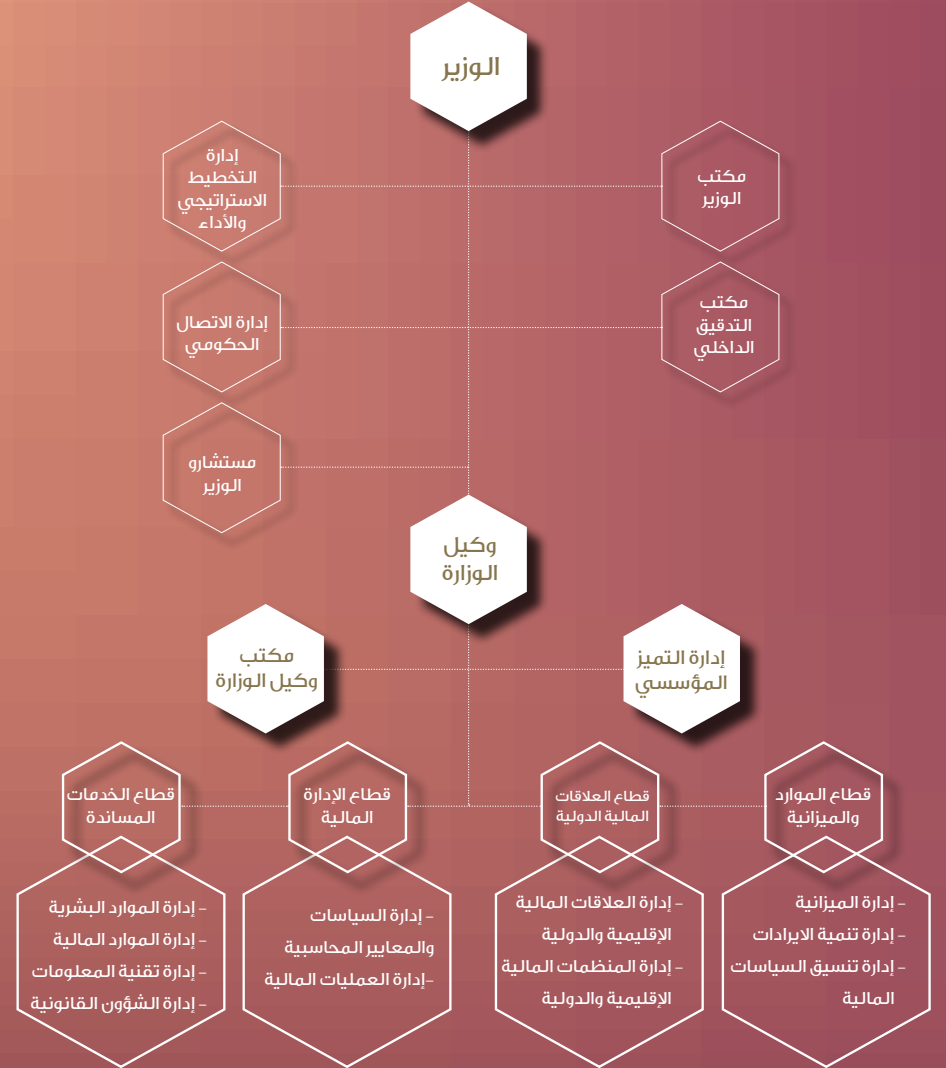 الوزير
مكتب
الوزير
إدارة
التخطيط
الاستراتيجي
والأداء
مكتب
التدقيق
الداخلي
إدارة الاتصال
الحكومي
مستشارو
الوزير
وكيل
الوزارة
إدارة التميز
المؤسسي
مكتب
وكيل الوزارة
قطاع الموارد
والميزانية
قطاع العلاقات
المالية الدولية
قطاع الإدارة
المالية
قطاع الخدمات
المساندة
- إدارة الميزانية
- إدارة تنمية الايرادات
- إدارة تنسيق السياسات
المالية
- إدارة العلاقات المالية
الإقليمية والدولية
- إدارة المنظمات المالية
الإقليمية والدولية
- إدارة السياسات
والمعايير المحاسبية
-إدارة العمليات المالية
- إدارة الموارد البشرية
- إدارة الموارد المالية
- إدارة تقنية المعلومات
- إدارة الشؤون القانونية